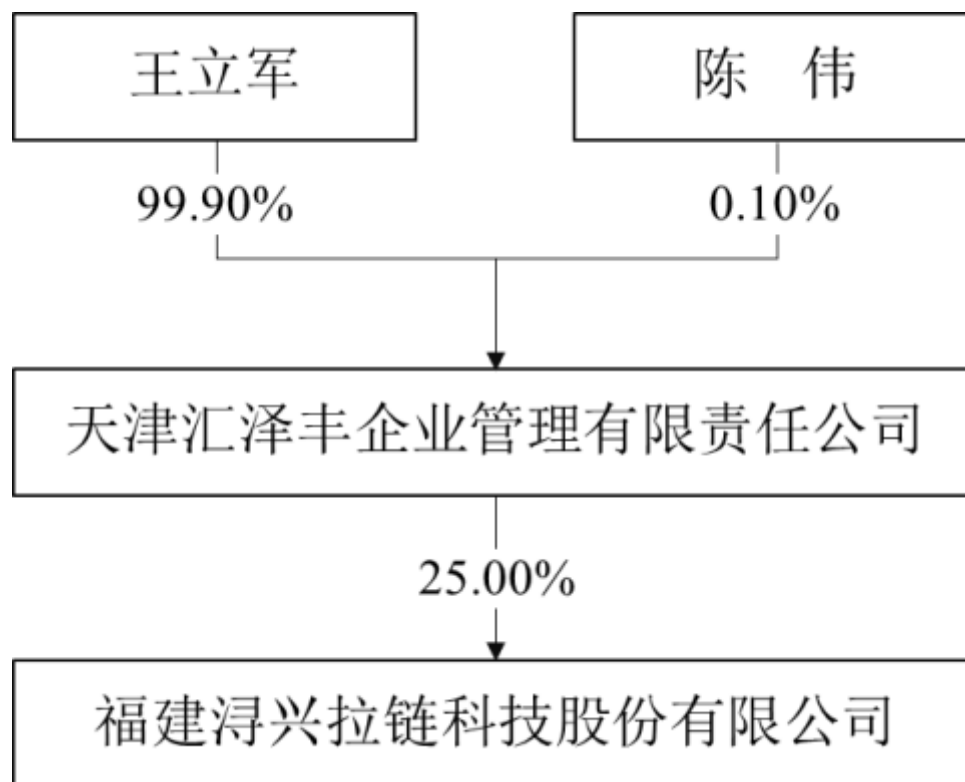 王立军
陈　伟
99.90%
0.10%
天津汇泽丰企业管理有限责任公司
25.00%
福建浔兴拉链科技股份有限公司